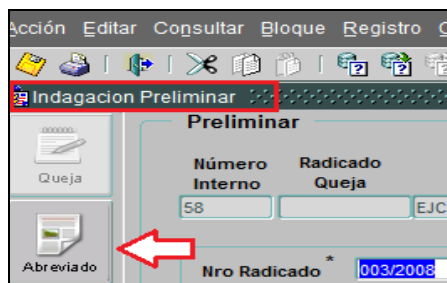 Acción Editar Consultar Bloque Registro
Indagacion Preliminar
Preliminar
Número Interno
Radicado Queja
Queja
58
EJC
Abreviado
Nro Radicado * 003/2008